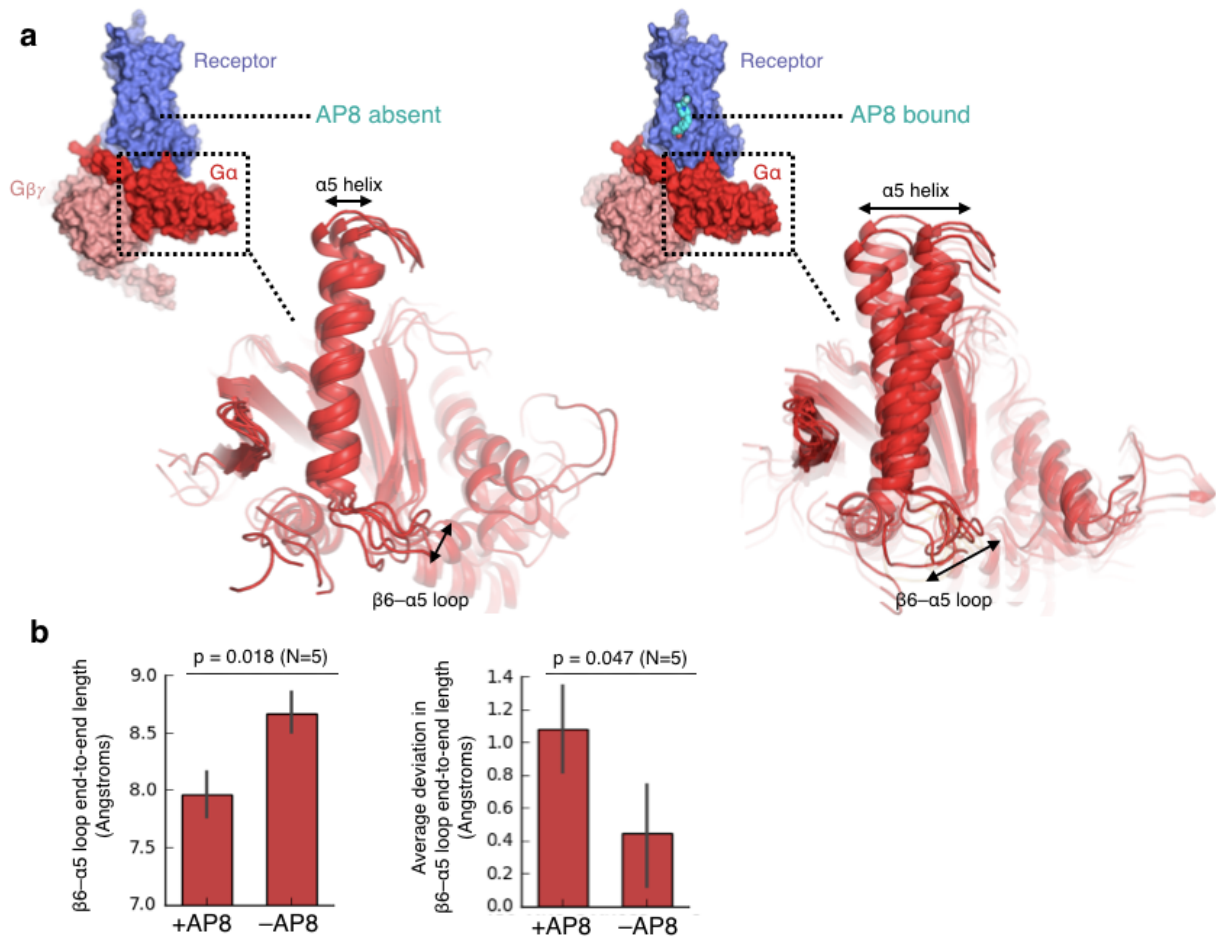 a
Receptor
AP8 absent
Gα
Gβγ
α5 helix
β6–α5 loop
Receptor
AP8 bound
Gα
α5 helix
β6–α5 loop
b
p = 0.018 (N=5)
β6–α5 loop end-to-end length
(Angstroms)
9.0
8.5
8.0
7.5
7.0
+AP8
–AP8
p = 0.047 (N=5)
Average deviation in
β6–α5 loop end-to-end length
(Angstroms)
1.4
1.2
1.0
0.8
0.6
0.4
0.2
0.0
+AP8
–AP8